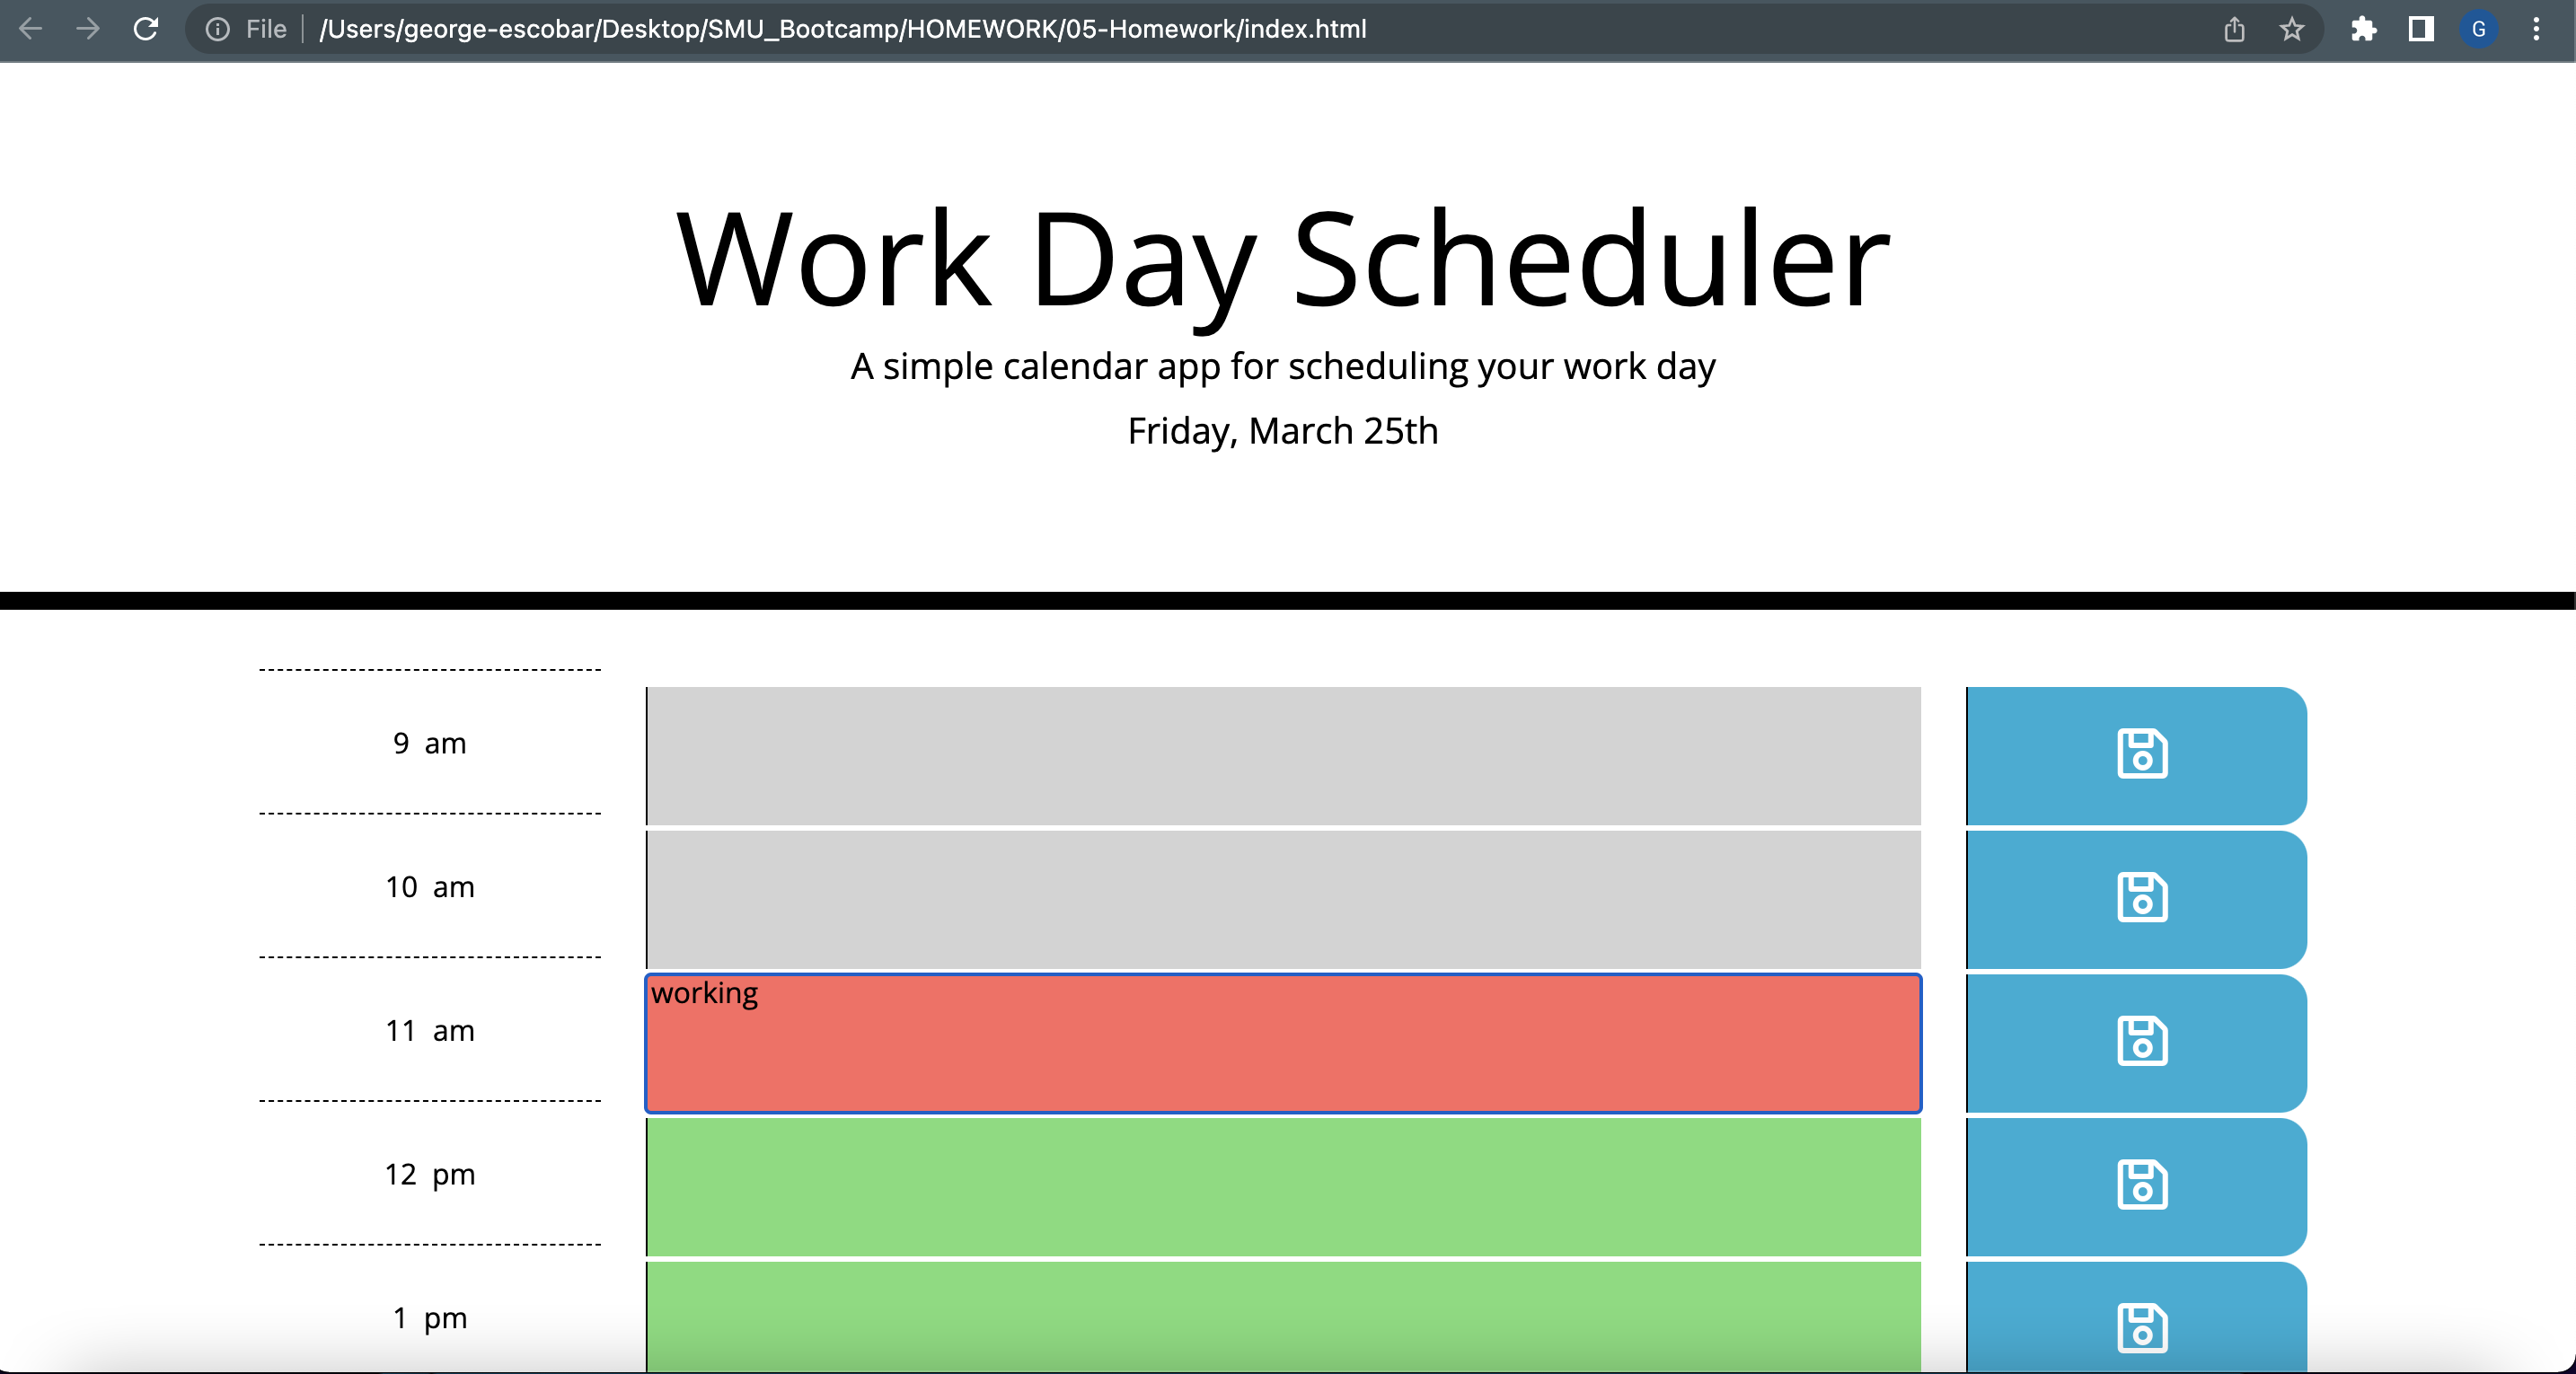 File /Users/george-escobar/Desktop/SMU_Bootcamp/HOMEWORK/05-Homework/index.html G
Work Day Scheduler
A simple calendar app for scheduling your work day
Friday, March 25th
9 am
10 am
working
11 am
12 pm
1 pm